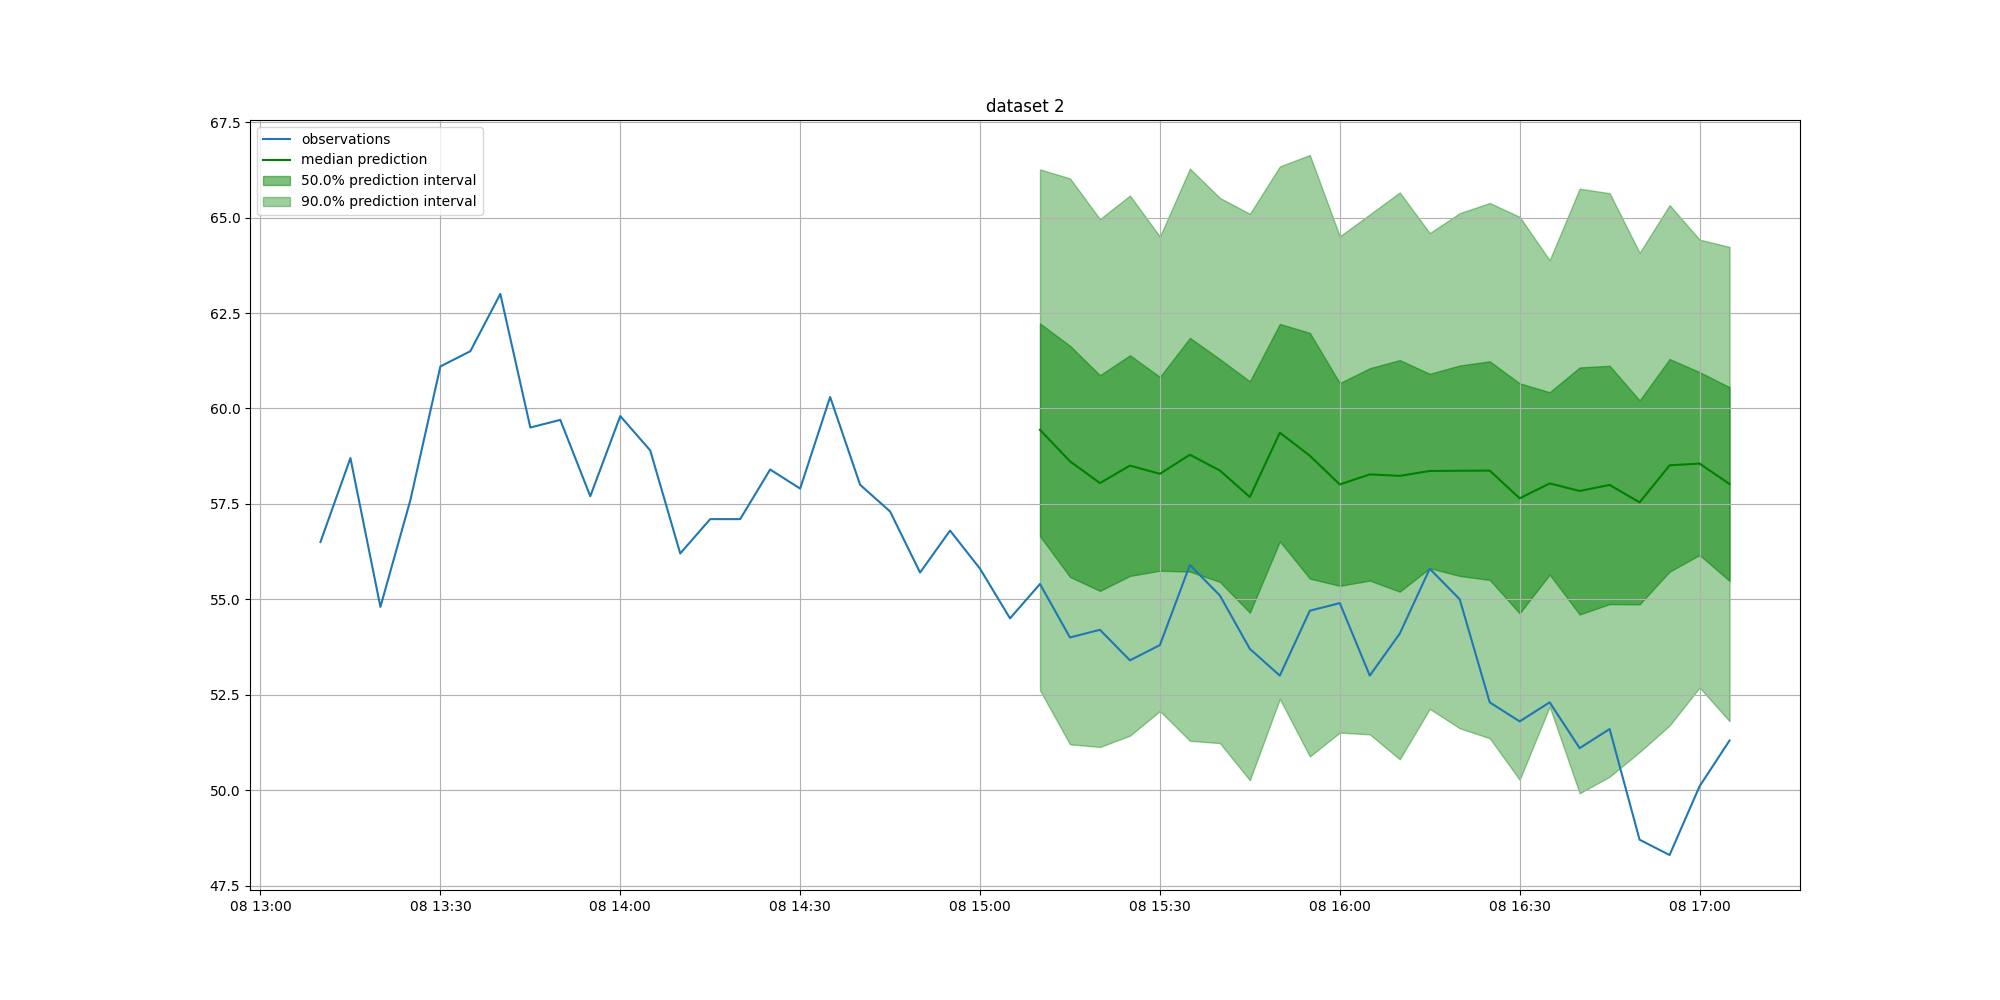 dataset 2
67.5
65.0
62.5
60.0
57.5
55.0
52.5
50.0
47.5
observations
median prediction
50.0% prediction interval
90.0% prediction interval
08 13:00 08 13:30 08 14:00 08 14:30 08 15:00 08 15:30 08 16:00 08 16:30 08 17:00